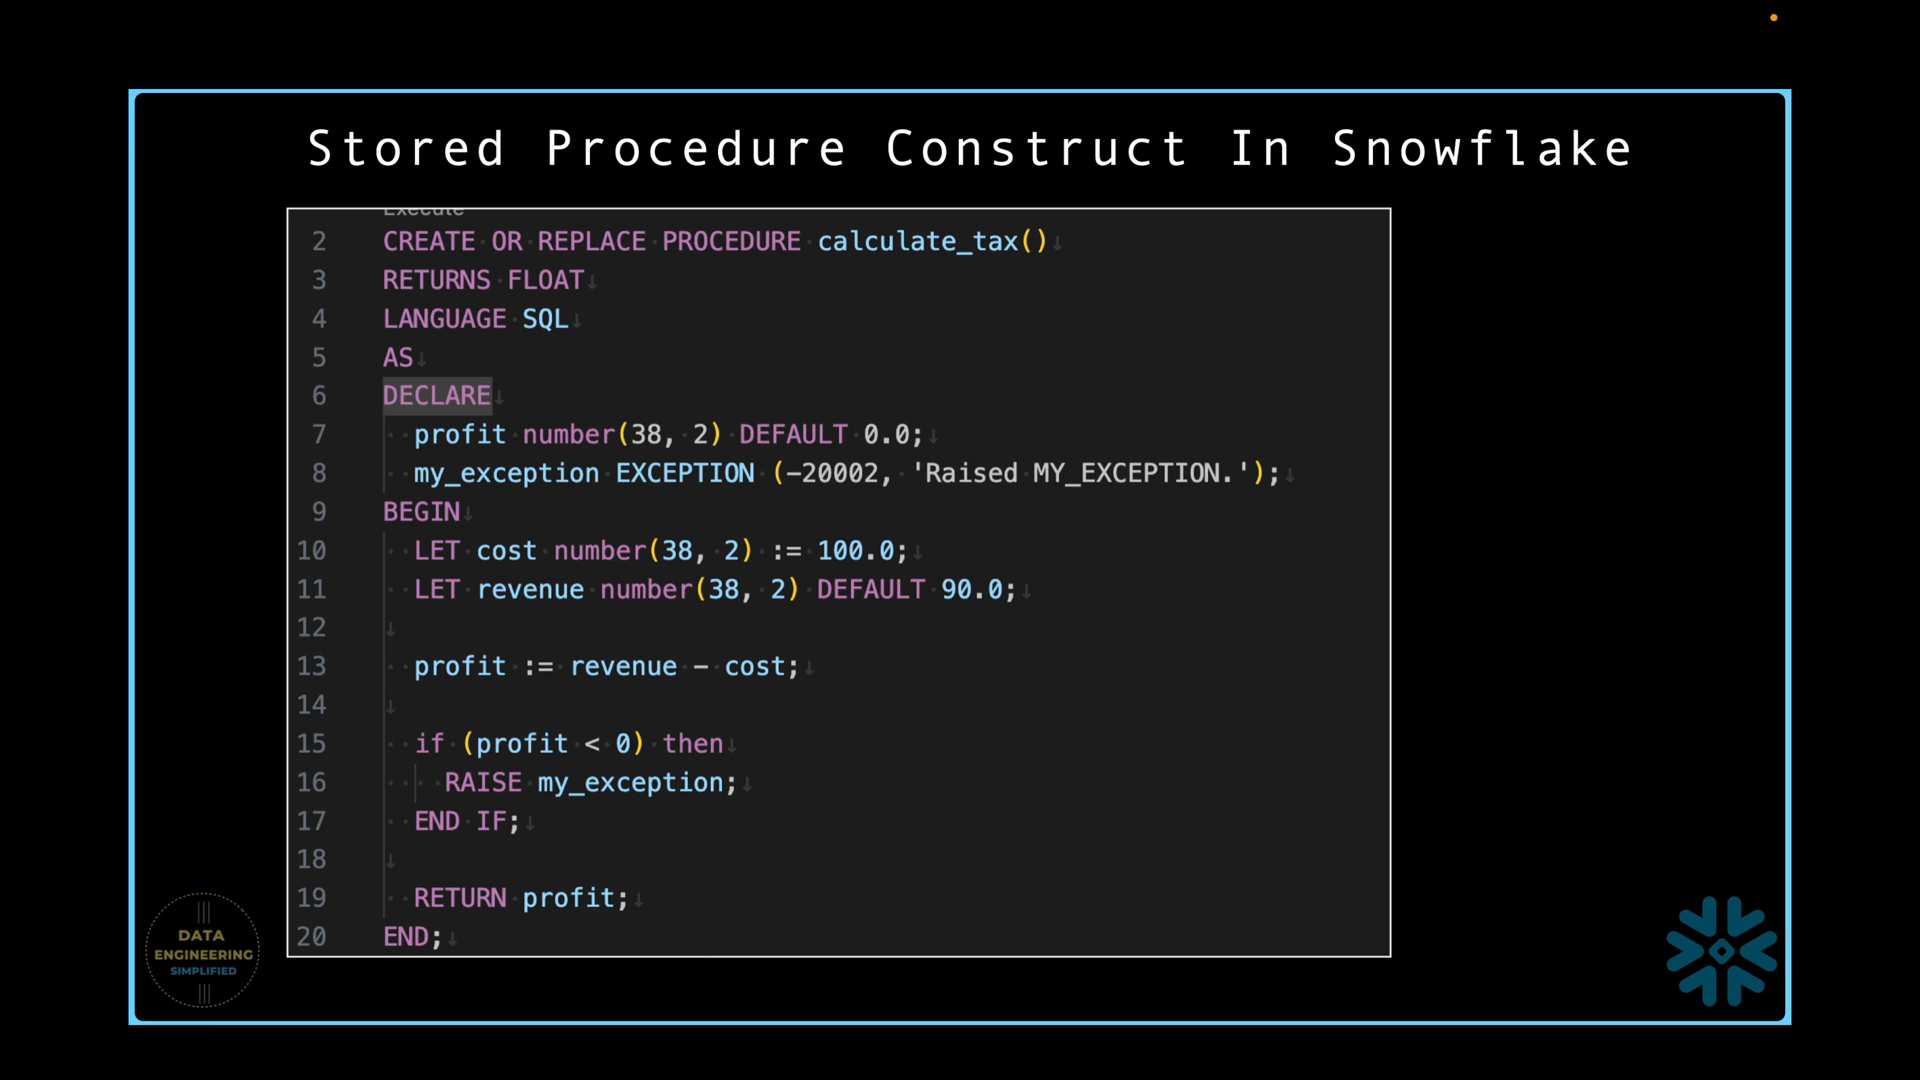 Stored Procedure Construct In Snowflake
Execute
2 CREATE OR REPLACE PROCEDURE calculate_tax()
3 RETURNS FLOAT
4 LANGUAGE SQL
5 AS
6 DECLARE
7 profit number(38, 2) DEFAULT 0.0;
8 my_exception EXCEPTION (-20002, 'Raised MY_EXCEPTION.');
9 BEGIN
10 LET cost number(38, 2) := 100.0;
11 LET revenue number(38, 2) DEFAULT 90.0;
12
13 profit := revenue - cost;
14
15 if (profit < 0) then
16 RAISE my_exception;
17 END IF;
18
19 RETURN profit;
20 END;
DATA
ENGINEERING
SIMPLIFIED